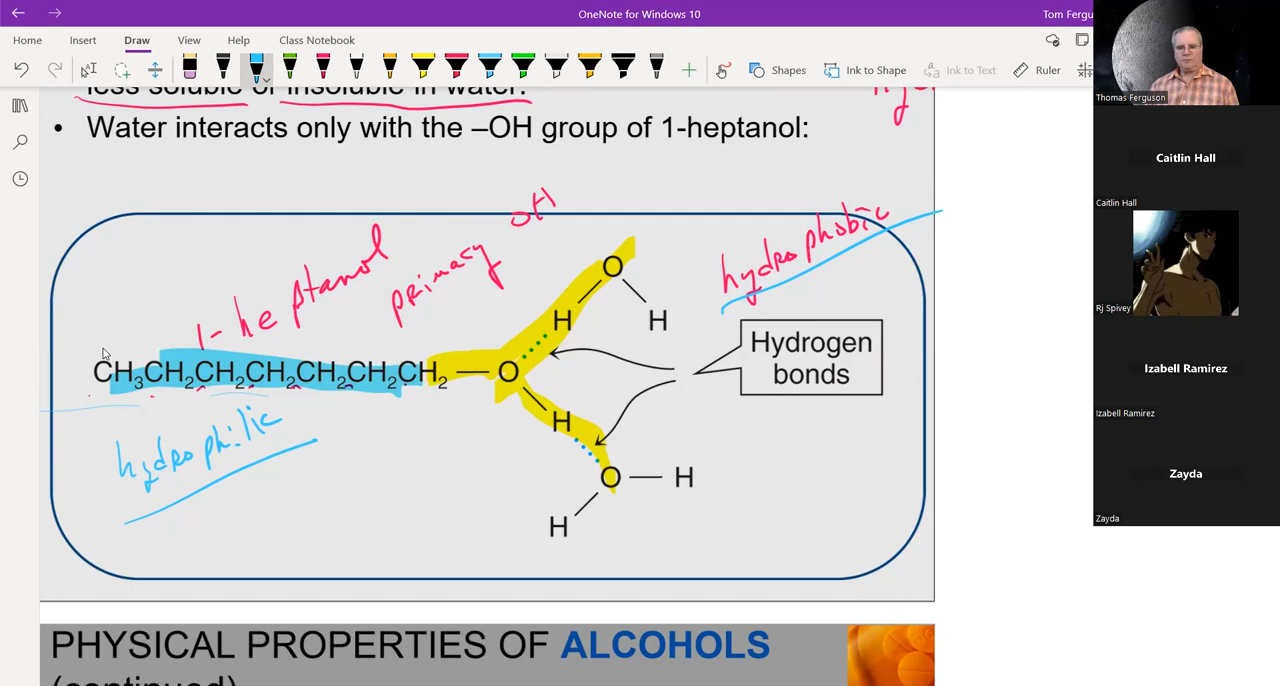 OneNote for Windows 10
Tom Fergu
Home Insert Draw View Help Class Notebook
Shapes Ink to Shape Ink to Text Ruler
less soluble or insoluble in water.
• Water interacts only with the –OH group of 1-heptanol:
1-heptanol
primacy OH
hydrophobic
O
H H
CH3CH2CH2CH2CH2CH2CH2 — O
Hydrogen
bonds
hydrophilic
H
O — H
H
PHYSICAL PROPERTIES OF ALCOHOLS
(continued)
Thomas Ferguson
Caitlin Hall
Caitlin Hall
Rj Spivey
Izabell Ramirez
Izabell Ramirez
Zayda
Zayda